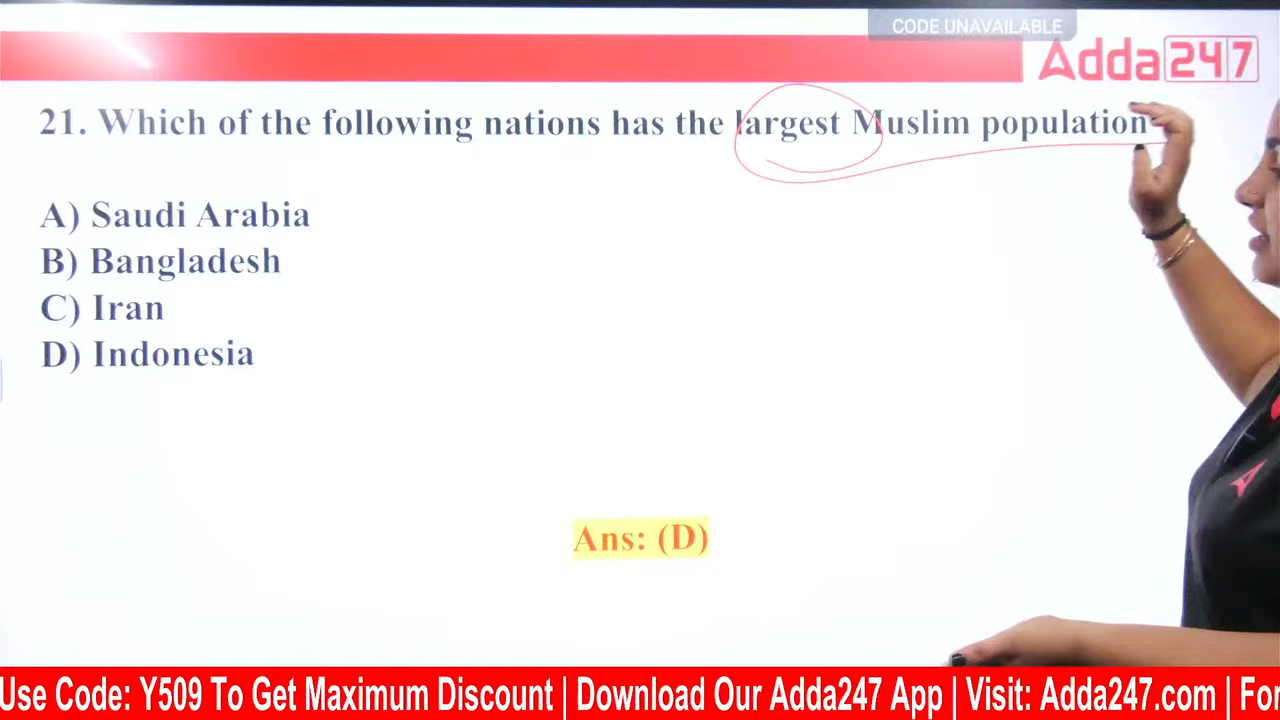 CODE UNAVAILABLE
Adda247
21. Which of the following nations has the largest Muslim population
A) Saudi Arabia
B) Bangladesh
C) Iran
D) Indonesia
Ans: (D)
Use Code: Y509 To Get Maximum Discount | Download Our Adda247 App | Visit: Adda247.com | For